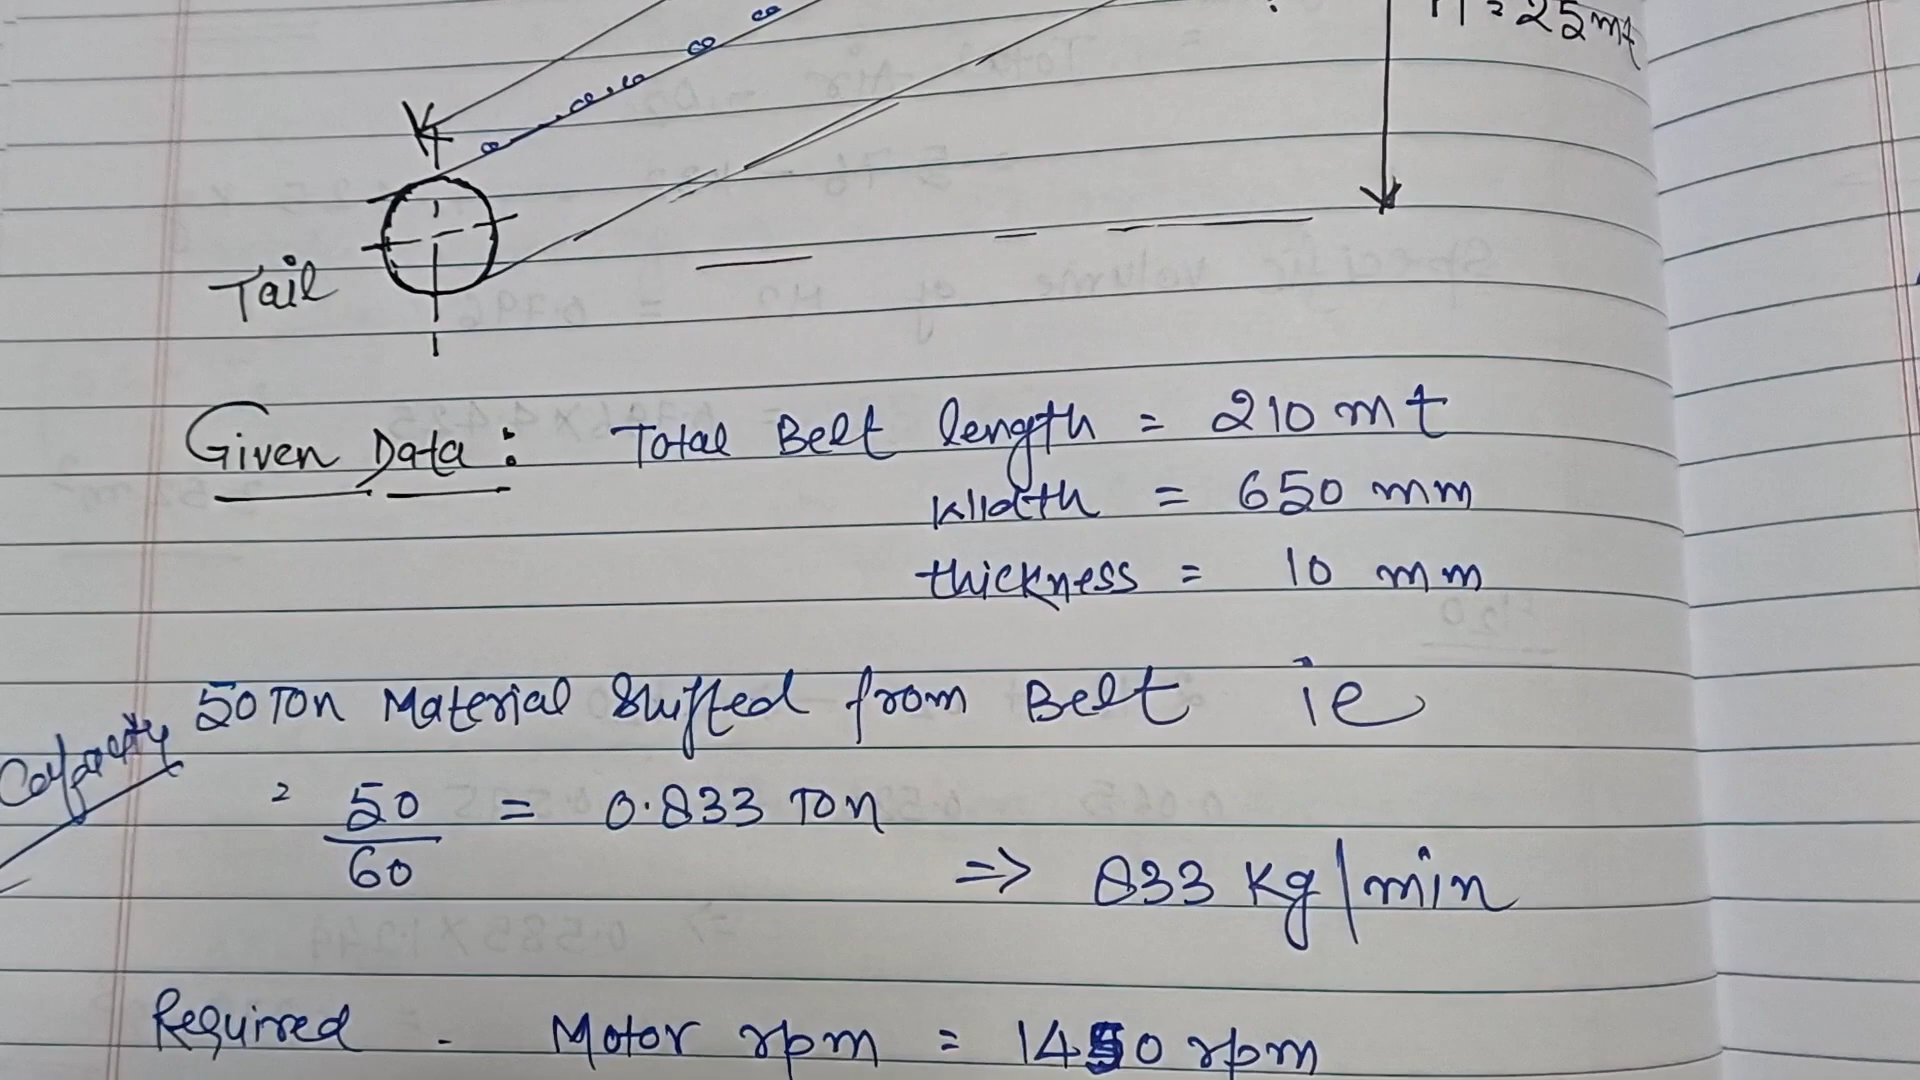 H = 25 mt
Tail
Given Data : Total Belt length = 210 mt
Width = 650 mm
thickness = 10 mm
50 Ton Material Shifted from Belt ie
Capacity
= 50/60 = 0.833 Ton
=> 833 Kg/min
Required - Motor rpm = 1450 rpm